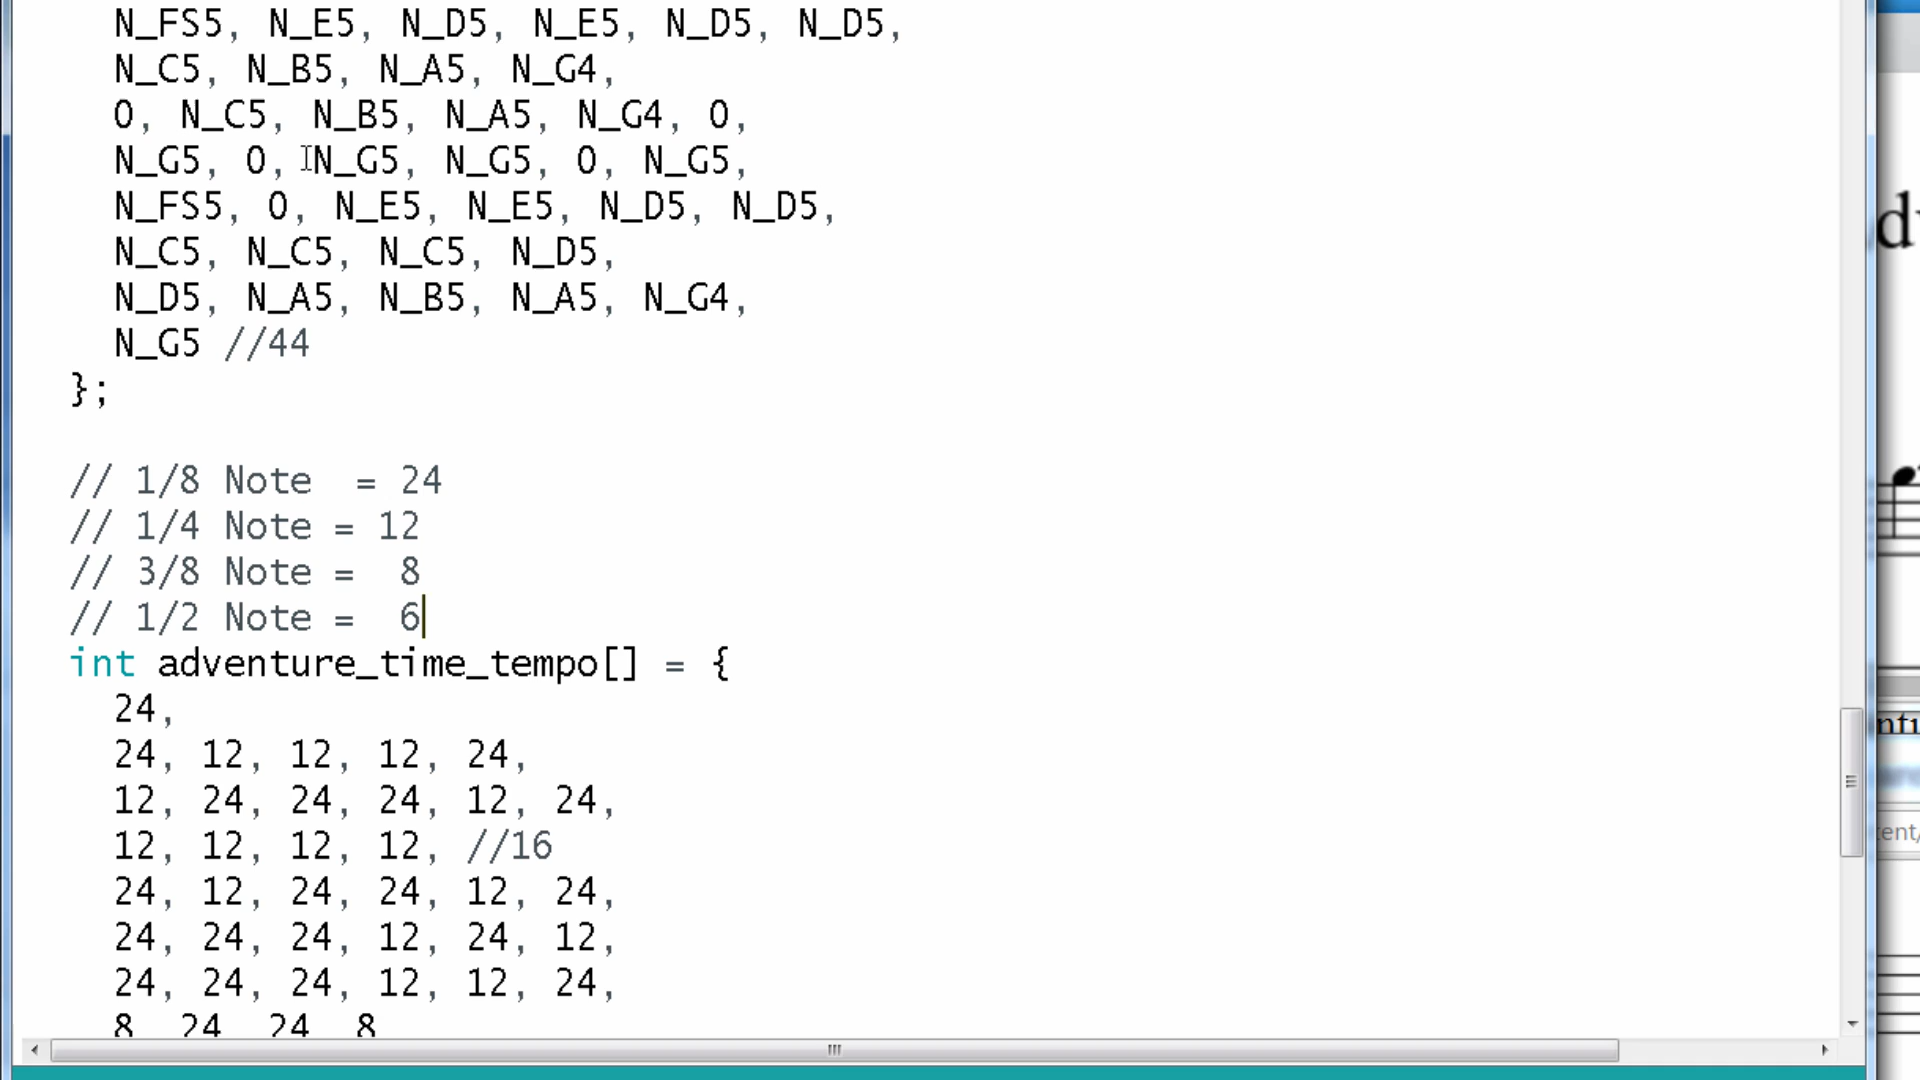 N_FS5, N_E5, N_D5, N_E5, N_D5, N_D5,
N_C5, N_B5, N_A5, N_G4,
0, N_C5, N_B5, N_A5, N_G4, 0,
N_G5, 0, N_G5, N_G5, 0, N_G5,
N_FS5, 0, N_E5, N_E5, N_D5, N_D5,
N_C5, N_C5, N_C5, N_D5,
N_D5, N_A5, N_B5, N_A5, N_G4,
N_G5 //44
};
// 1/8 Note  = 24
// 1/4 Note = 12
// 3/8 Note =  8
// 1/2 Note =  6
int adventure_time_tempo[] = {
24,
24, 12, 12, 12, 24,
12, 24, 24, 24, 12, 24,
12, 12, 12, 12, //16
24, 12, 24, 24, 12, 24,
24, 24, 24, 12, 24, 12,
24, 24, 24, 12, 12, 24,
8  24  24  8